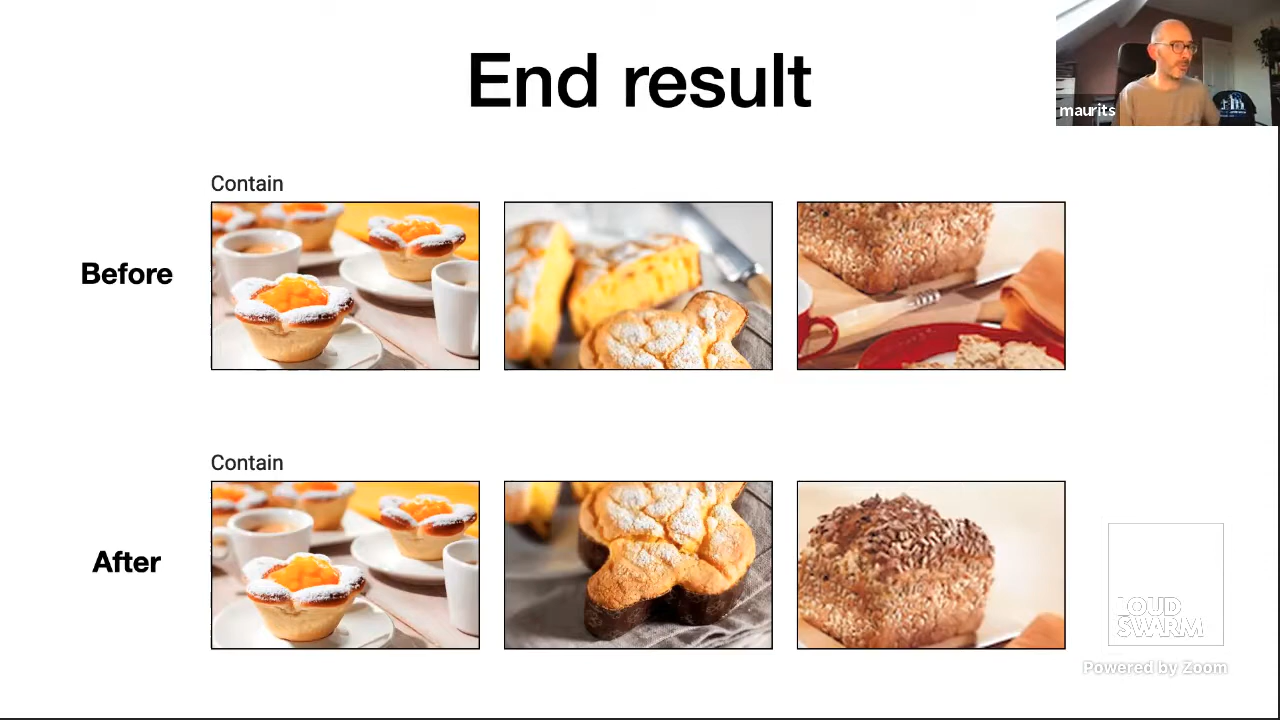 End result
maurits
Contain
Before
Contain
After
LOUD
SWARM
Powered by Zoom